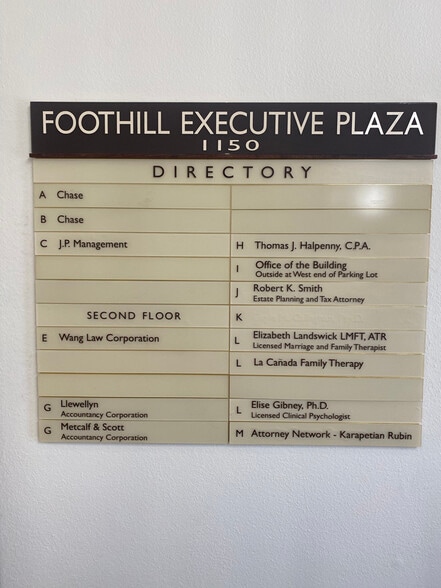 FOOTHILL EXECUTIVE PLAZA
1150
DIRECTORY
A Chase
B Chase
C J.P. Management
SECOND FLOOR
E Wang Law Corporation
G Llewellyn
Accountancy Corporation
G Metcalf & Scott
Accountancy Corporation
H Thomas J. Halpenny, C.P.A.
I Office of the Building
Outside at West end of Parking Lot
J Robert K. Smith
Estate Planning and Tax Attorney
K
L Elizabeth Landswick LMFT, ATR
Licensed Marriage and Family Therapist
L La Cañada Family Therapy
L Elise Gibney, Ph.D.
Licensed Clinical Psychologist
M Attorney Network - Karapetian Rubin